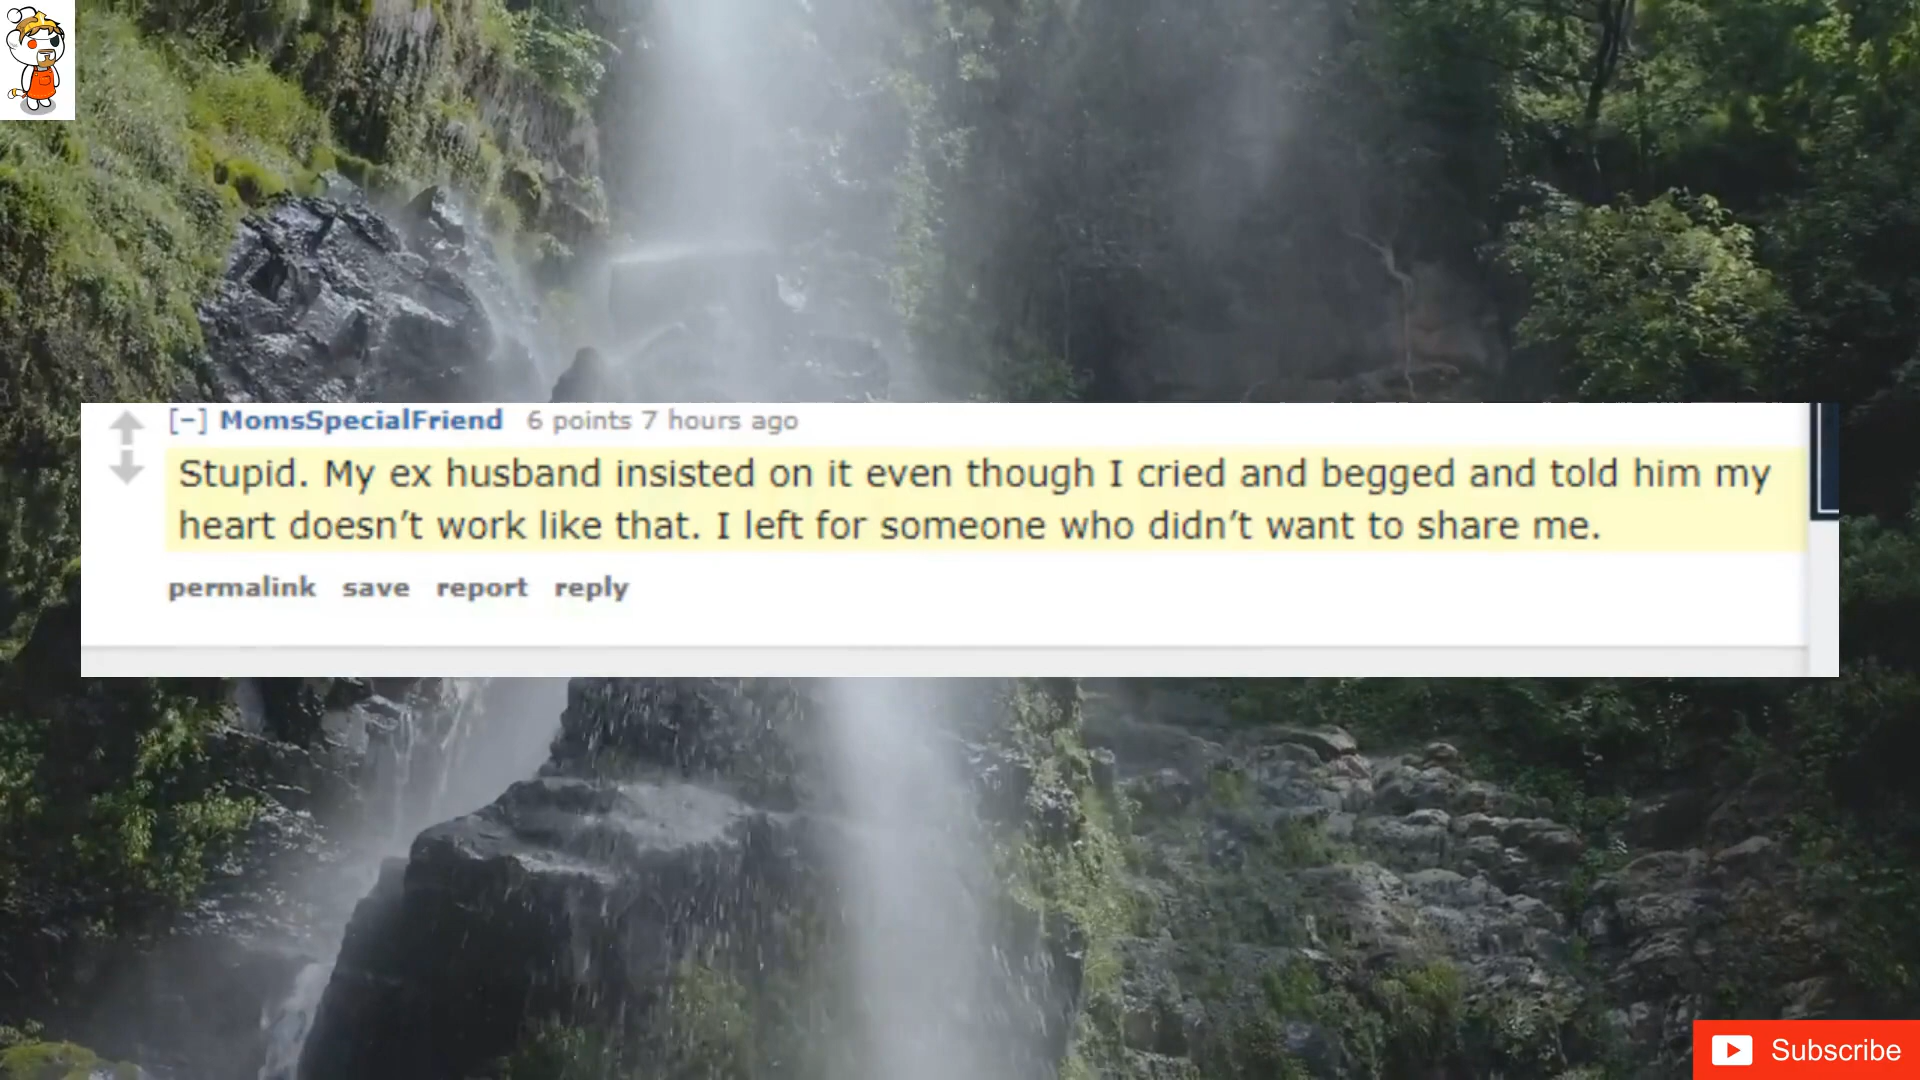 [-] MomsSpecialFriend 6 points 7 hours ago
Stupid. My ex husband insisted on it even though I cried and begged and told him my
heart doesn’t work like that. I left for someone who didn’t want to share me.
permalink save report reply
Subscribe